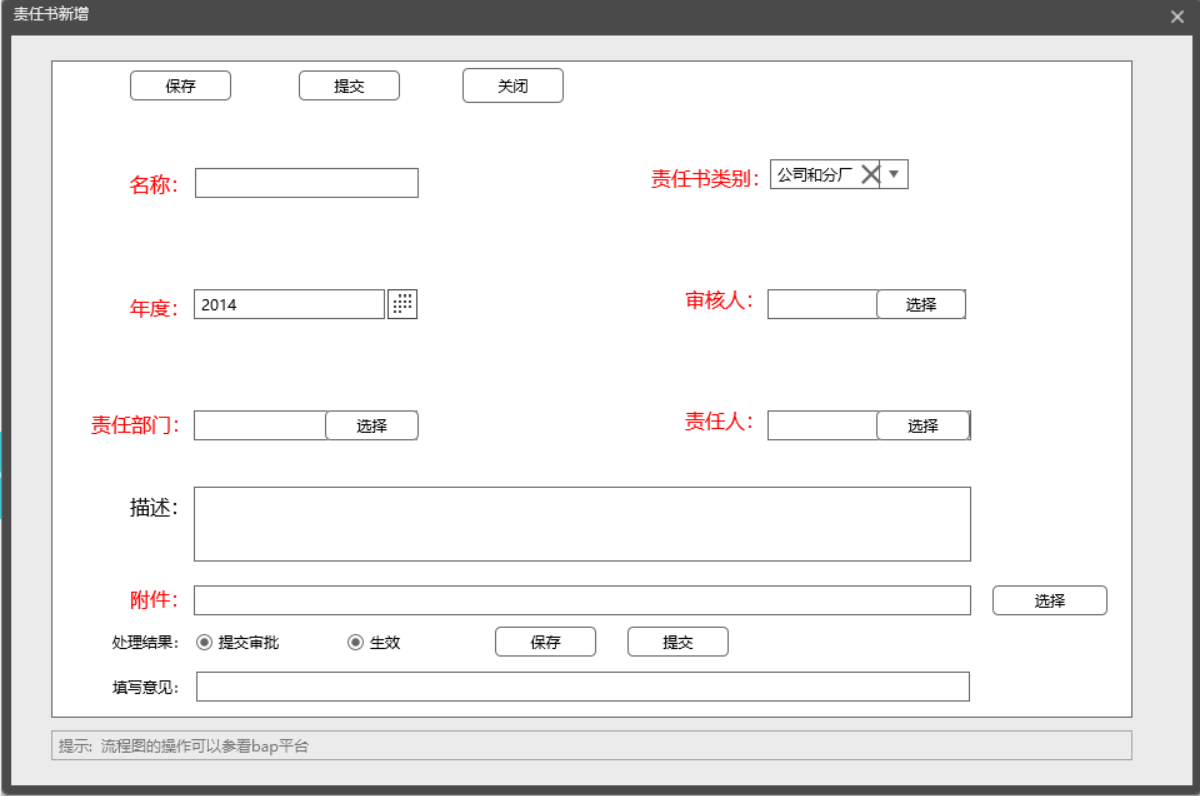 责任书新增
保存 提交 关闭
名称: 责任书类别: 公司和分厂
年度: 2014 审核人: 选择
责任部门: 选择 责任人: 选择
描述:
附件: 选择
处理结果: 提交审批 生效 保存 提交
填写意见:
提示: 流程图的操作可以参看bap平台